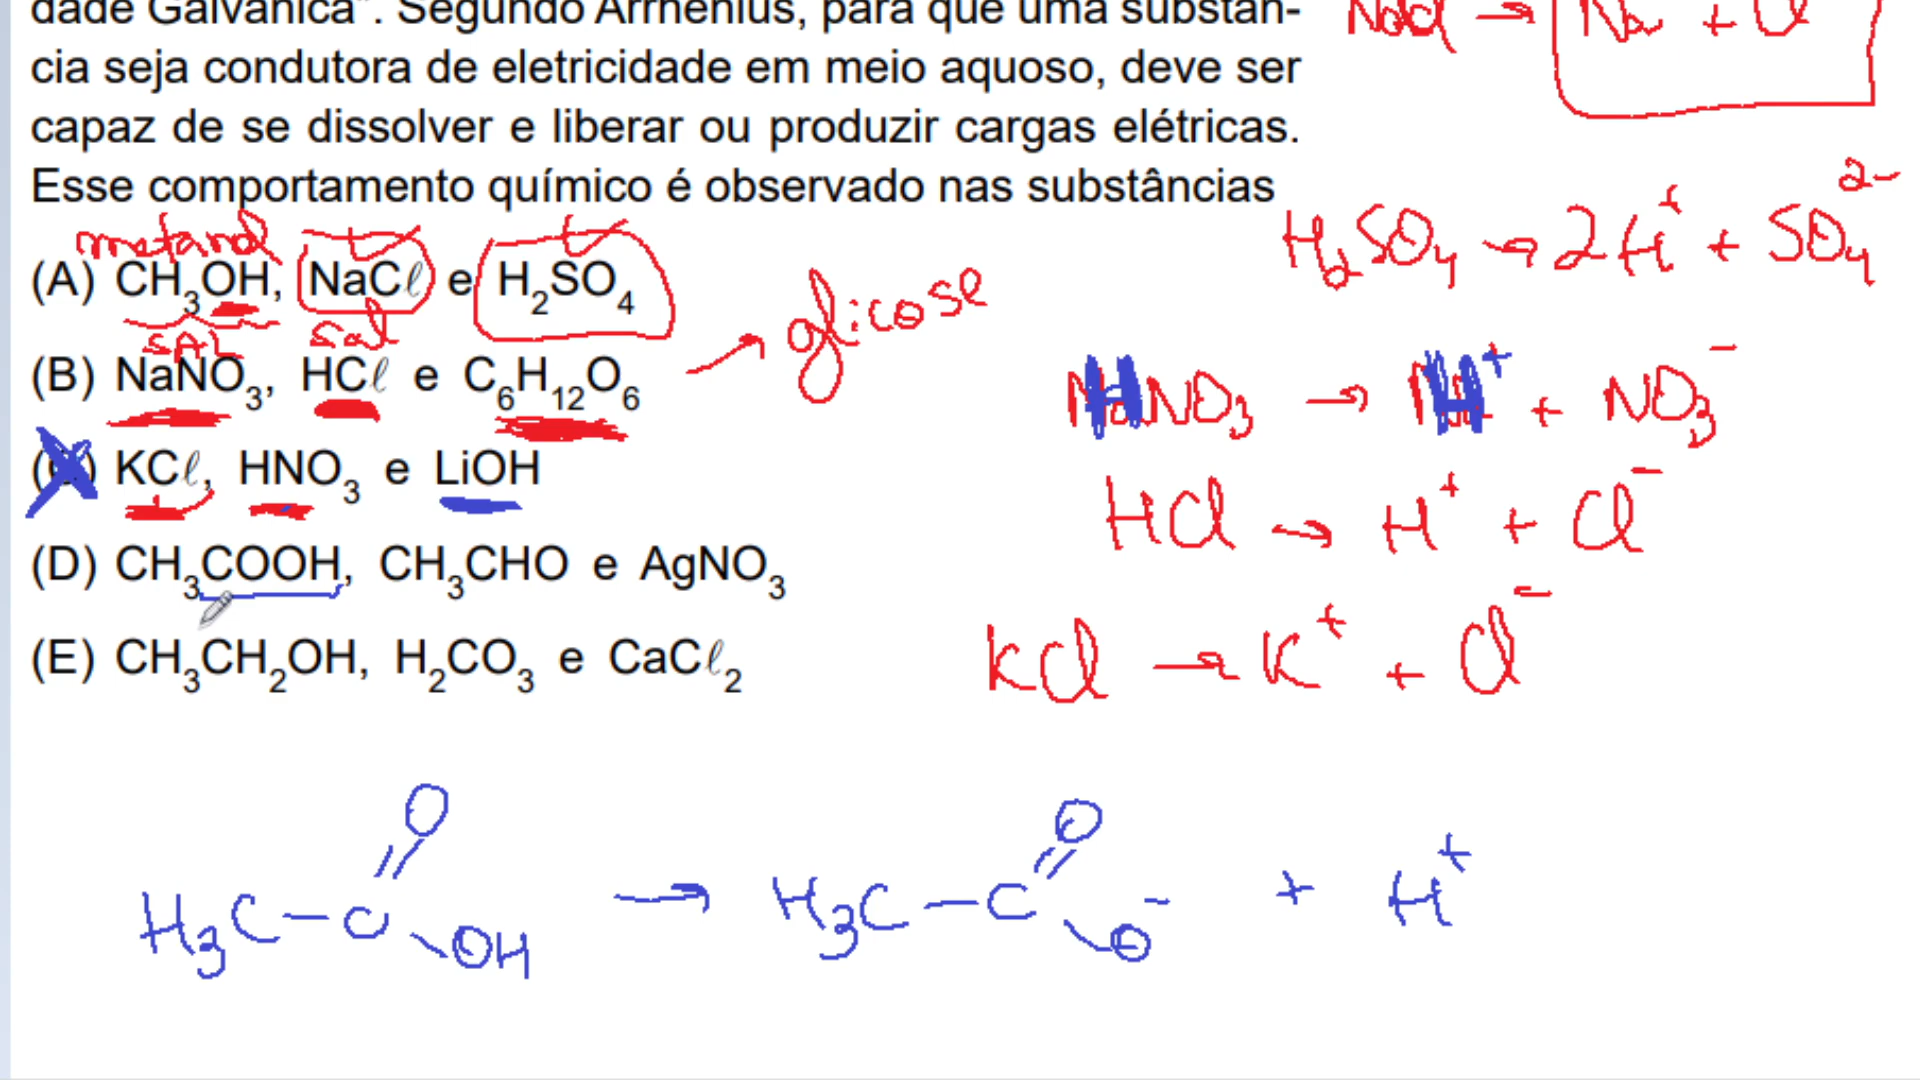 dade Galvânica". Segundo Arrhenius, para que uma substân-
cia seja condutora de eletricidade em meio aquoso, deve ser
capaz de se dissolver e liberar ou produzir cargas elétricas.
Esse comportamento químico é observado nas substâncias
metanol
(A) CH₃OH, NaCℓ e H₂SO₄
SAL sal
glicose
(B) NaNO₃, HCℓ e C₆H₁₂O₆
KCℓ, HNO₃ e LiOH
(D) CH₃COOH, CH₃CHO e AgNO₃
(E) CH₃CH₂OH, H₂CO₃ e CaCℓ₂
NaCl → Na + Cl
H₂SO₄ → 2H⁺ + SO₄²⁻
HNO₃ → H⁺ + NO₃⁻
HCl → H⁺ + Cl⁻
KCl → K⁺ + Cl⁻
O O
H₃C-C → H₃C-C + H⁺
OH O⁻